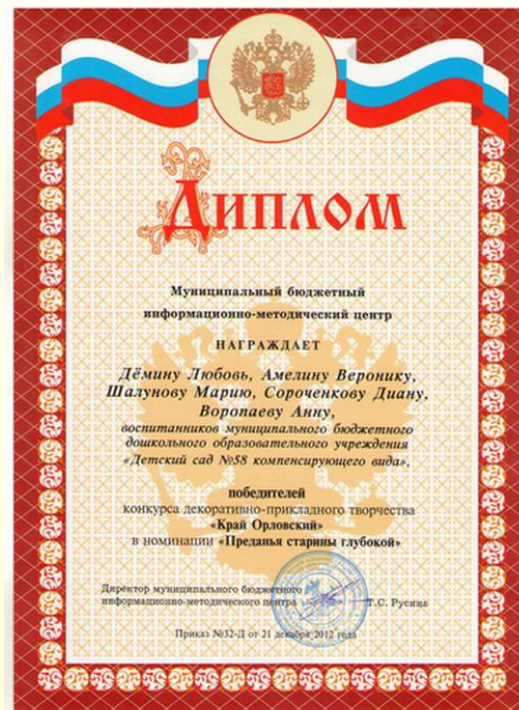 Диплом
Муниципальный бюджетный
информационно-методический центр
НАГРАЖДАЕТ
Дёмину Любовь, Амелину Веронику,
Шалунову Марию, Сороченкову Диану,
Воропаеву Анну,
воспитанников муниципального бюджетного
дошкольного образовательного учреждения
«Детский сад №58 компенсирующего вида»,
победителей
конкурса декоративно-прикладного творчества
«Край Орловский»
в номинации «Преданья старины глубокой»
Директор муниципального бюджетного
информационно-методического центра Т.С. Русина
Приказ №32-Д от 21 декабря 2012 года